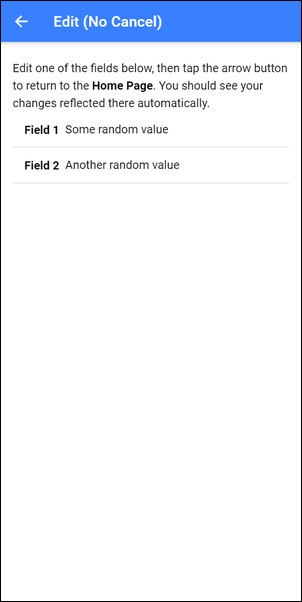 Edit (No Cancel)
Edit one of the fields below, then tap the arrow button
to return to the Home Page. You should see your
changes reflected there automatically.
Field 1 Some random value
Field 2 Another random value